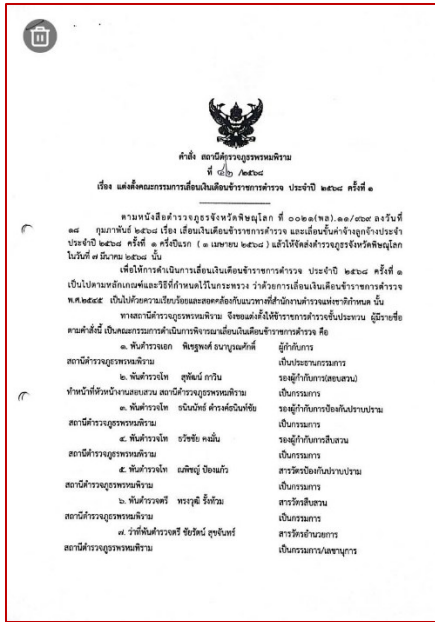 คำสั่ง สถานีตำรวจภูธรพรหมพิราม
ที่ /๒๕๖๘
เรื่อง แต่งตั้งคณะกรรมการเลื่อนเงินเดือนข้าราชการตำรวจ ประจำปี ๒๕๖๘ ครั้งที่ ๑
ตามหนังสือตำรวจภูธรจังหวัดพิษณุโลก ที่ ๐๐๒๑(พล).๑๑/๙๖๙ ลงวันที่
๑๘ กุมภาพันธ์ ๒๕๖๘ เรื่อง เลื่อนเงินเดือนข้าราชการตำรวจ และเลื่อนขั้นค่าจ้างลูกจ้างประจำ
ประจำปี ๒๕๖๘ ครั้งที่ ๑ ครึ่งปีแรก ( ๑ เมษายน ๒๕๖๘ ) แล้วให้จัดส่งตำรวจภูธรจังหวัดพิษณุโลก
ในวันที่ ๗ มีนาคม ๒๕๖๘ นั้น
เพื่อให้การดำเนินการเลื่อนเงินเดือนข้าราชการตำรวจ ประจำปี ๒๕๖๘ ครั้งที่ ๑
เป็นไปตามหลักเกณฑ์และวิธีที่กำหนดไว้ในกระทรวง ว่าด้วยการเลื่อนเงินเดือนข้าราชการตำรวจ
พ.ศ.๒๕๔๕ เป็นไปด้วยความเรียบร้อยและสอดคล้องกับแนวทางที่สำนักงานตำรวจแห่งชาติกำหนด นั้น
ทางสถานีตำรวจภูธรพรหมพิราม จึงขอแต่งตั้งให้ข้าราชการตำรวจชั้นประทวน ผู้มีรายชื่อ
ตามคำสั่งนี้ เป็นคณะกรรมการดำเนินการพิจารณาเลื่อนเงินเดือนข้าราชการตำรวจ คือ
๑. พันตำรวจเอก พิเชฐพงศ์ ธนาบูรณศักดิ์ ผู้กำกับการ
สถานีตำรวจภูธรพรหมพิราม เป็นประธานกรรมการ
๒. พันตำรวจโท สุพัฒน์ กาวิน รองผู้กำกับการ(สอบสวน)
ทำหน้าที่หัวหน้างานสอบสวน สถานีตำรวจภูธรพรหมพิราม เป็นกรรมการ
๓. พันตำรวจโท ธนินนัทธ์ ดำรงค์ธนินท์ชัย รองผู้กำกับการป้องกันปราบปราม
สถานีตำรวจภูธรพรหมพิราม เป็นกรรมการ
๔. พันตำรวจโท ธวัชชัย คงมั่น รองผู้กำกับการสืบสวน
สถานีตำรวจภูธรพรหมพิราม เป็นกรรมการ
๕. พันตำรวจโท ณพิชญ์ ป้องแก้ว สารวัตรป้องกันปราบปราม
สถานีตำรวจภูธรพรหมพิราม เป็นกรรมการ
๖. พันตำรวจตรี ทรงวุฒิ รั้งท้วม สารวัตรสืบสวน
สถานีตำรวจภูธรพรหมพิราม เป็นกรรมการ
๗. ว่าที่พันตำรวจตรี ชัยรัตน์ สุขจันทร์ สารวัตรอำนวยการ
สถานีตำรวจภูธรพรหมพิราม เป็นกรรมการ/เลขานุการ